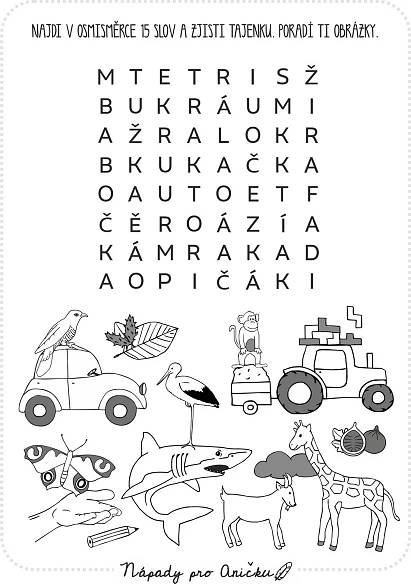 NAJDI V OSMISMĚRCE 15 SLOV A ZJISTI TAJENKU. PORADÍ TI OBRÁZKY.
M T E T R I S Ž
B U K R Á U M I
A Ž R A L O K R
B K U K A Č K A
O A U T O E T F
Č Ě R O Á Z Í A
K Á M R A K A D
A O P I Č Á K I
Nápady pro Aničku